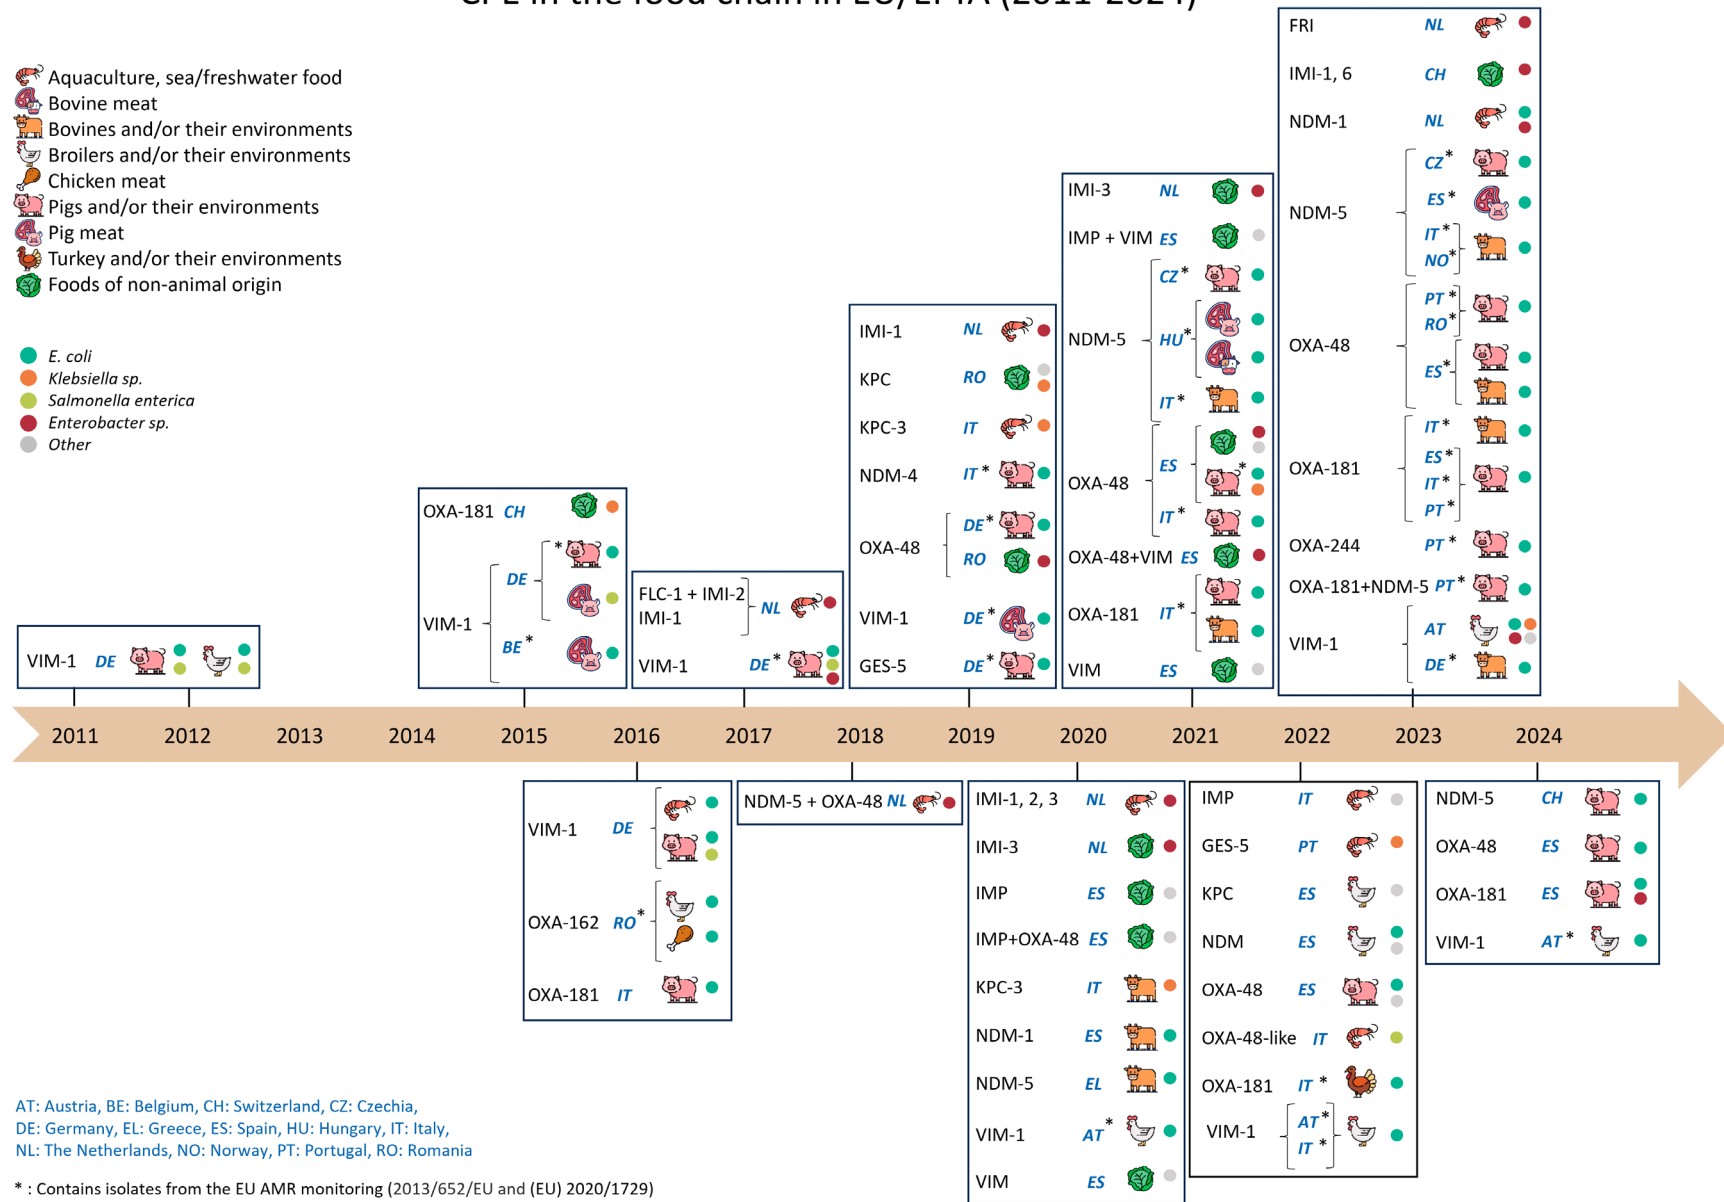 CPE in the food chain in EU/EFTA (2011-2024)
Aquaculture, sea/freshwater food
Bovine meat
Bovines and/or their environments
Broilers and/or their environments
Chicken meat
Pigs and/or their environments
Pig meat
Turkey and/or their environments
Foods of non-animal origin
E. coli
Klebsiella sp.
Salmonella enterica
Enterobacter sp.
Other
VIM-1 DE
OXA-181 CH
* 
DE
VIM-1
BE *
FLC-1 + IMI-2
NL
IMI-1
VIM-1 DE *
IMI-1 NL
KPC RO
KPC-3 IT
NDM-4 IT *
DE *
OXA-48
RO
VIM-1 DE *
GES-5 DE *
IMI-3 NL
IMP + VIM ES
CZ *
NDM-5 HU *
IT *
ES
*
OXA-48
IT *
OXA-48+VIM ES
OXA-181 IT *
VIM ES
FRI NL
IMI-1, 6 CH
NDM-1 NL
CZ *
ES *
NDM-5
IT *
NO *
PT *
RO *
OXA-48
ES *
IT *
ES *
OXA-181
IT *
PT *
OXA-244 PT *
OXA-181+NDM-5 PT *
AT
VIM-1
DE *
2011 2012 2013 2014 2015 2016 2017 2018 2019 2020 2021 2022 2023 2024
VIM-1 DE
OXA-162 RO *
OXA-181 IT
NDM-5 + OXA-48 NL
IMI-1, 2, 3 NL
IMI-3 NL
IMP ES
IMP+OXA-48 ES
KPC-3 IT
NDM-1 ES
NDM-5 EL
VIM-1 AT *
VIM ES
IMP IT
GES-5 PT
KPC ES
NDM ES
OXA-48 ES
OXA-48-like IT
OXA-181 IT *
AT *
VIM-1
IT *
NDM-5 CH
OXA-48 ES
OXA-181 ES
VIM-1 AT *
AT: Austria, BE: Belgium, CH: Switzerland, CZ: Czechia,
DE: Germany, EL: Greece, ES: Spain, HU: Hungary, IT: Italy,
NL: The Netherlands, NO: Norway, PT: Portugal, RO: Romania
* : Contains isolates from the EU AMR monitoring (2013/652/EU and (EU) 2020/1729)